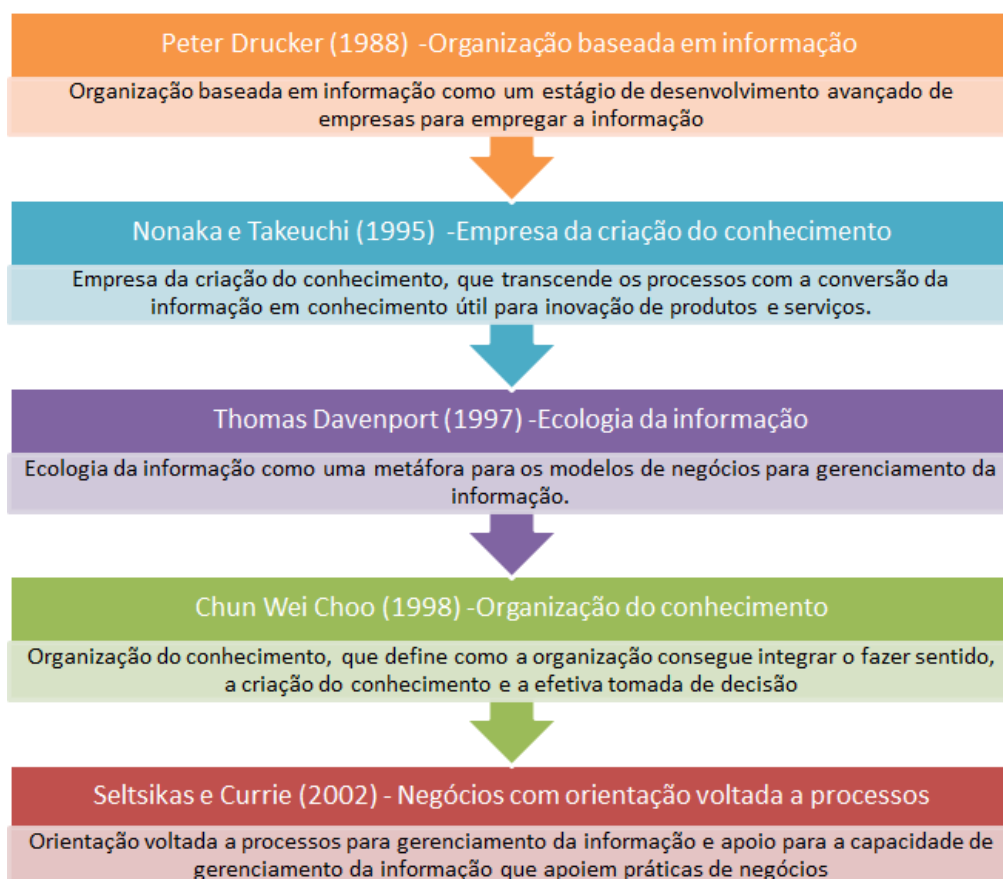 Peter Drucker (1988) -Organização baseada em informação
Organização baseada em informação como um estágio de desenvolvimento avançado de
empresas para empregar a informação
Nonaka e Takeuchi (1995) -Empresa da criação do conhecimento
Empresa da criação do conhecimento, que transcende os processos com a conversão da
informação em conhecimento útil para inovação de produtos e serviços.
Thomas Davenport (1997) -Ecologia da informação
Ecologia da informação como uma metáfora para os modelos de negócios para gerenciamento da
informação.
Chun Wei Choo (1998) -Organização do conhecimento
Organização do conhecimento, que define como a organização consegue integrar o fazer sentido,
a criação do conhecimento e a efetiva tomada de decisão
Seltsikas e Currie (2002) - Negócios com orientação voltada a processos
Orientação voltada a processos para gerenciamento da informação e apoio para a capacidade de
gerenciamento da informação que apoiem práticas de negócios